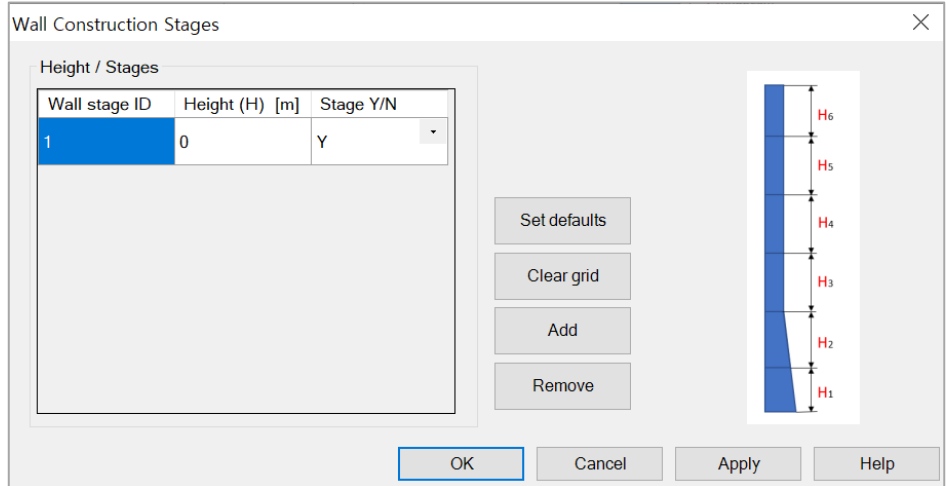 Wall Construction Stages
Height / Stages
Wall stage ID Height (H) [m] Stage Y/N
1 0 Y
Set defaults
Clear grid
Add
Remove
H6
H5
H4
H3
H2
H1
OK Cancel Apply Help